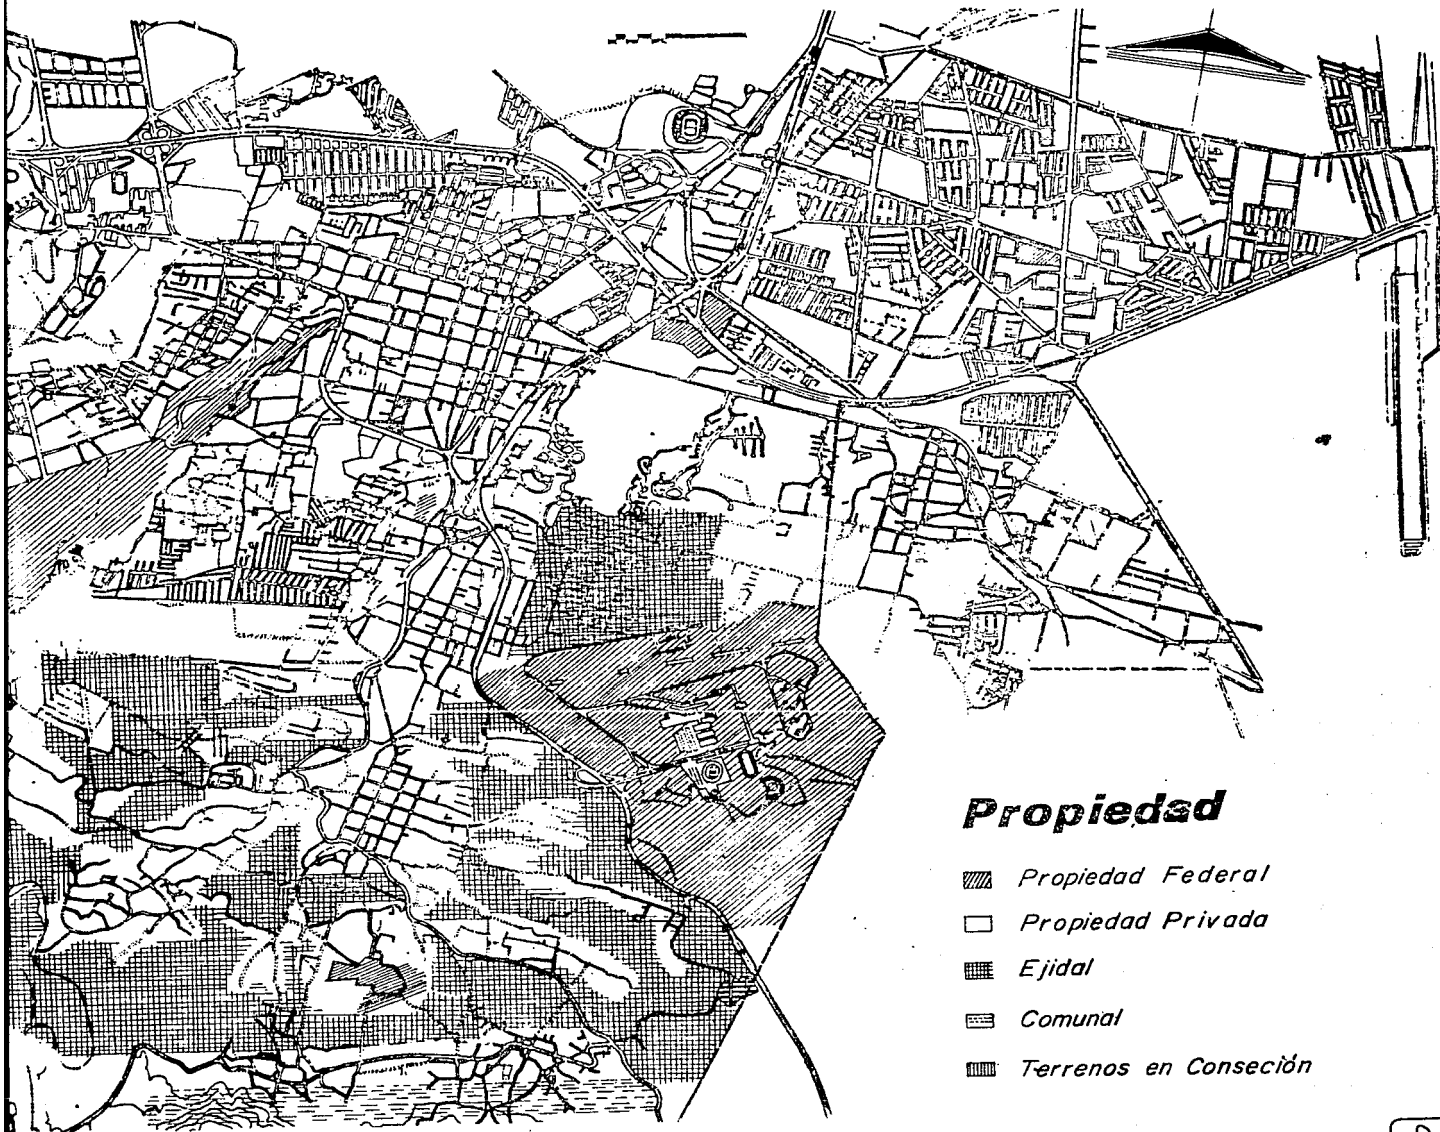 Propiedad
Propiedad Federal
Propiedad Privada
Ejidal
Comunal
Terrenos en Conseción